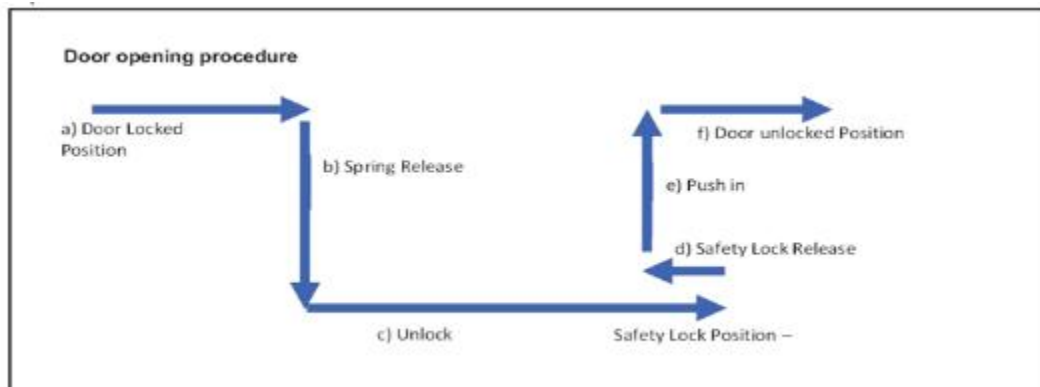 Door opening procedure
a) Door Locked
Position
b) Spring Release
c) Unlock
Safety Lock Position –
d) Safety Lock Release
e) Push in
f) Door unlocked Position